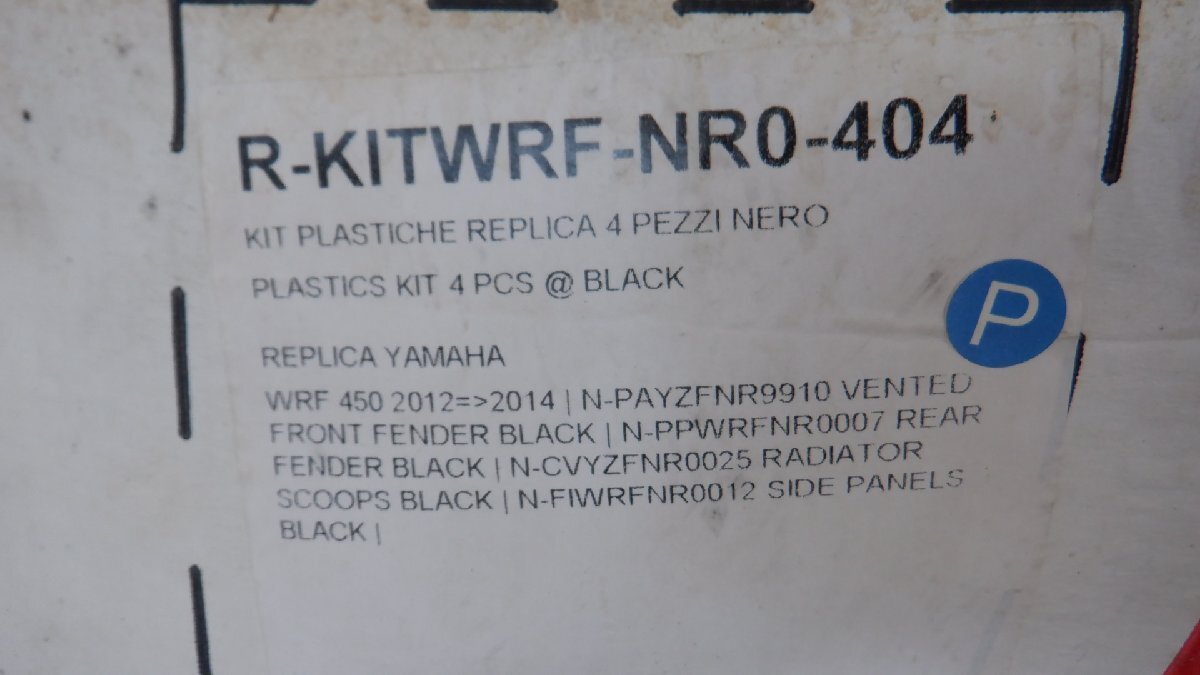 R-KITWRF-NR0-404
KIT PLASTICHE REPLICA 4 PEZZI NERO
PLASTICS KIT 4 PCS @ BLACK
P
REPLICA YAMAHA
WRF 450 2012=>2014 | N-PAYZFNR9910 VENTED
FRONT FENDER BLACK | N-PPWRFNR0007 REAR
FENDER BLACK | N-CVYZFNR0025 RADIATOR
SCOOPS BLACK | N-FIWRFNR0012 SIDE PANELS
BLACK |